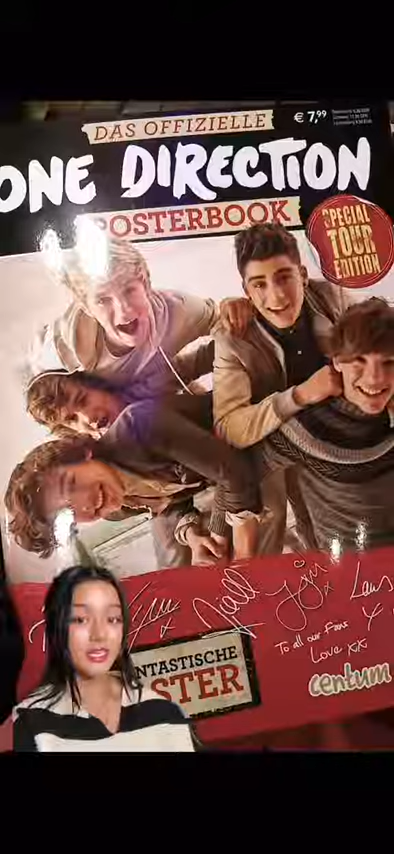 DAS OFFIZIELLE
€ 7,99
ONE DIRECTION
POSTERBOOK
SPECIAL
TOUR
EDITION
Niall
To all our Fans
Love xx
NTASTISCHE
STER
centum